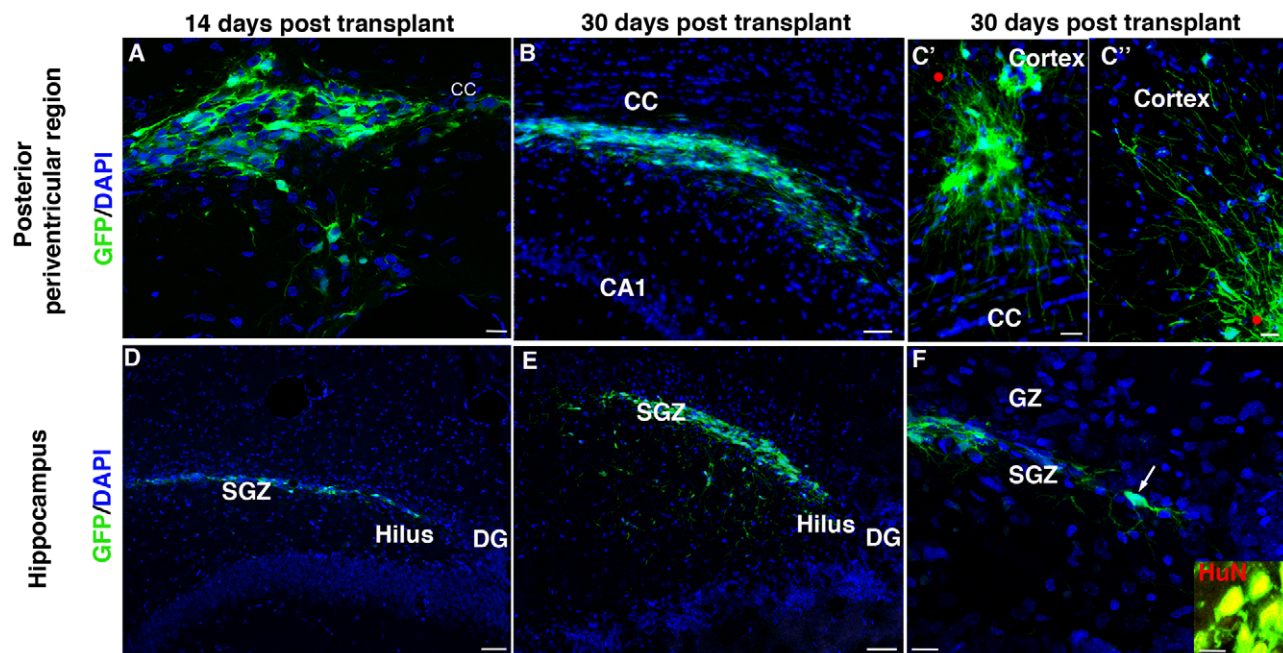 14 days post transplant
30 days post transplant
30 days post transplant
Posterior
periventricular region
GFP/DAPI
A
CC
B
CC
CA1
C’
Cortex
CC
C’’
Cortex
Hippocampus
GFP/DAPI
D
SGZ
Hilus
DG
E
SGZ
Hilus
DG
F
GZ
SGZ
HuN